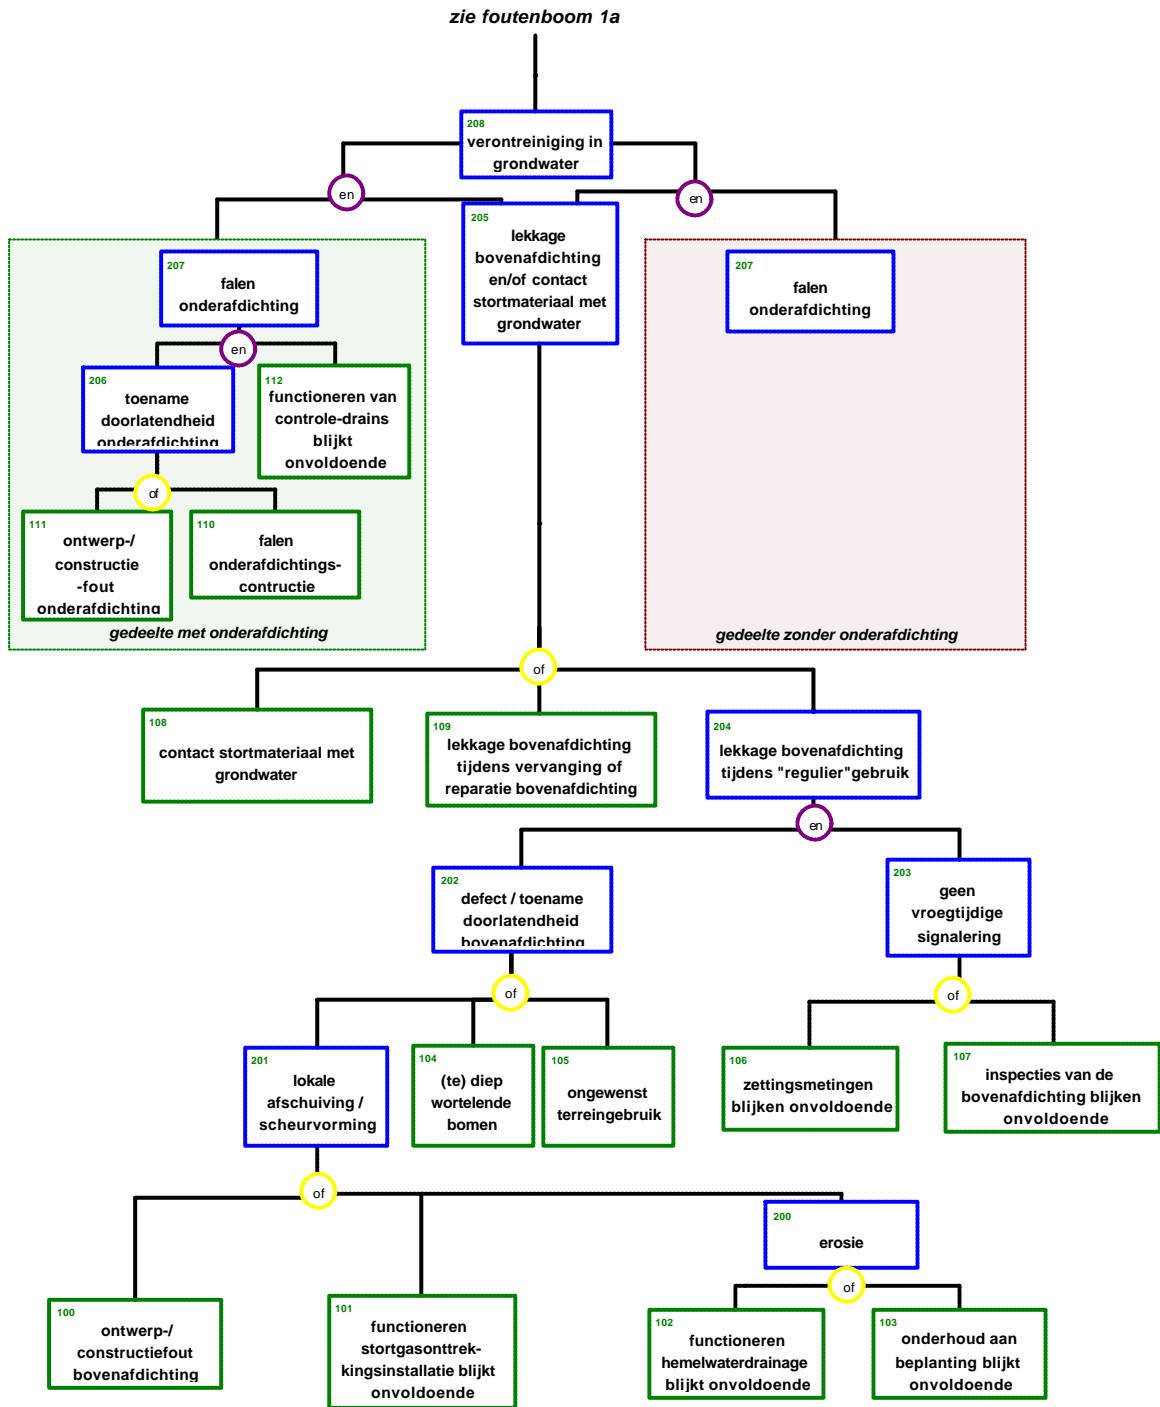 zie foutenboom 1a
208
verontreiniging in
grondwater
en
en
205
lekkage
bovenafdichting
en/of contact
stortmateriaal met
grondwater
207
falen
onderafdichting
207
falen
onderafdichting
en
206
toename
doorlatendheid
onderafdichting
112
functioneren van
controle-drains
blijkt
onvoldoende
of
111
ontwerp-/
constructie
-fout
onderafdichting
110
falen
onderafdichtings-
contructie
gedeelte met onderafdichting
gedeelte zonder onderafdichting
of
108
contact stortmateriaal met
grondwater
109
lekkage bovenafdichting
tijdens vervanging of
reparatie bovenafdichting
204
lekkage bovenafdichting
tijdens "regulier"gebruik
en
202
defect / toename
doorlatendheid
bovenafdichting
203
geen
vroegtijdige
signalering
of
of
201
lokale
afschuiving /
scheurvorming
104
(te) diep
wortelende
bomen
105
ongewenst
terreingebruik
106
zettingsmetingen
blijken onvoldoende
107
inspecties van de
bovenafdichting blijken
onvoldoende
of
200
erosie
of
100
ontwerp-/
constructiefout
bovenafdichting
101
functioneren
stortgasonttrek-
kingsinstallatie blijkt
onvoldoende
102
functioneren
hemelwaterdrainage
blijkt onvoldoende
103
onderhoud aan
beplanting blijkt
onvoldoende